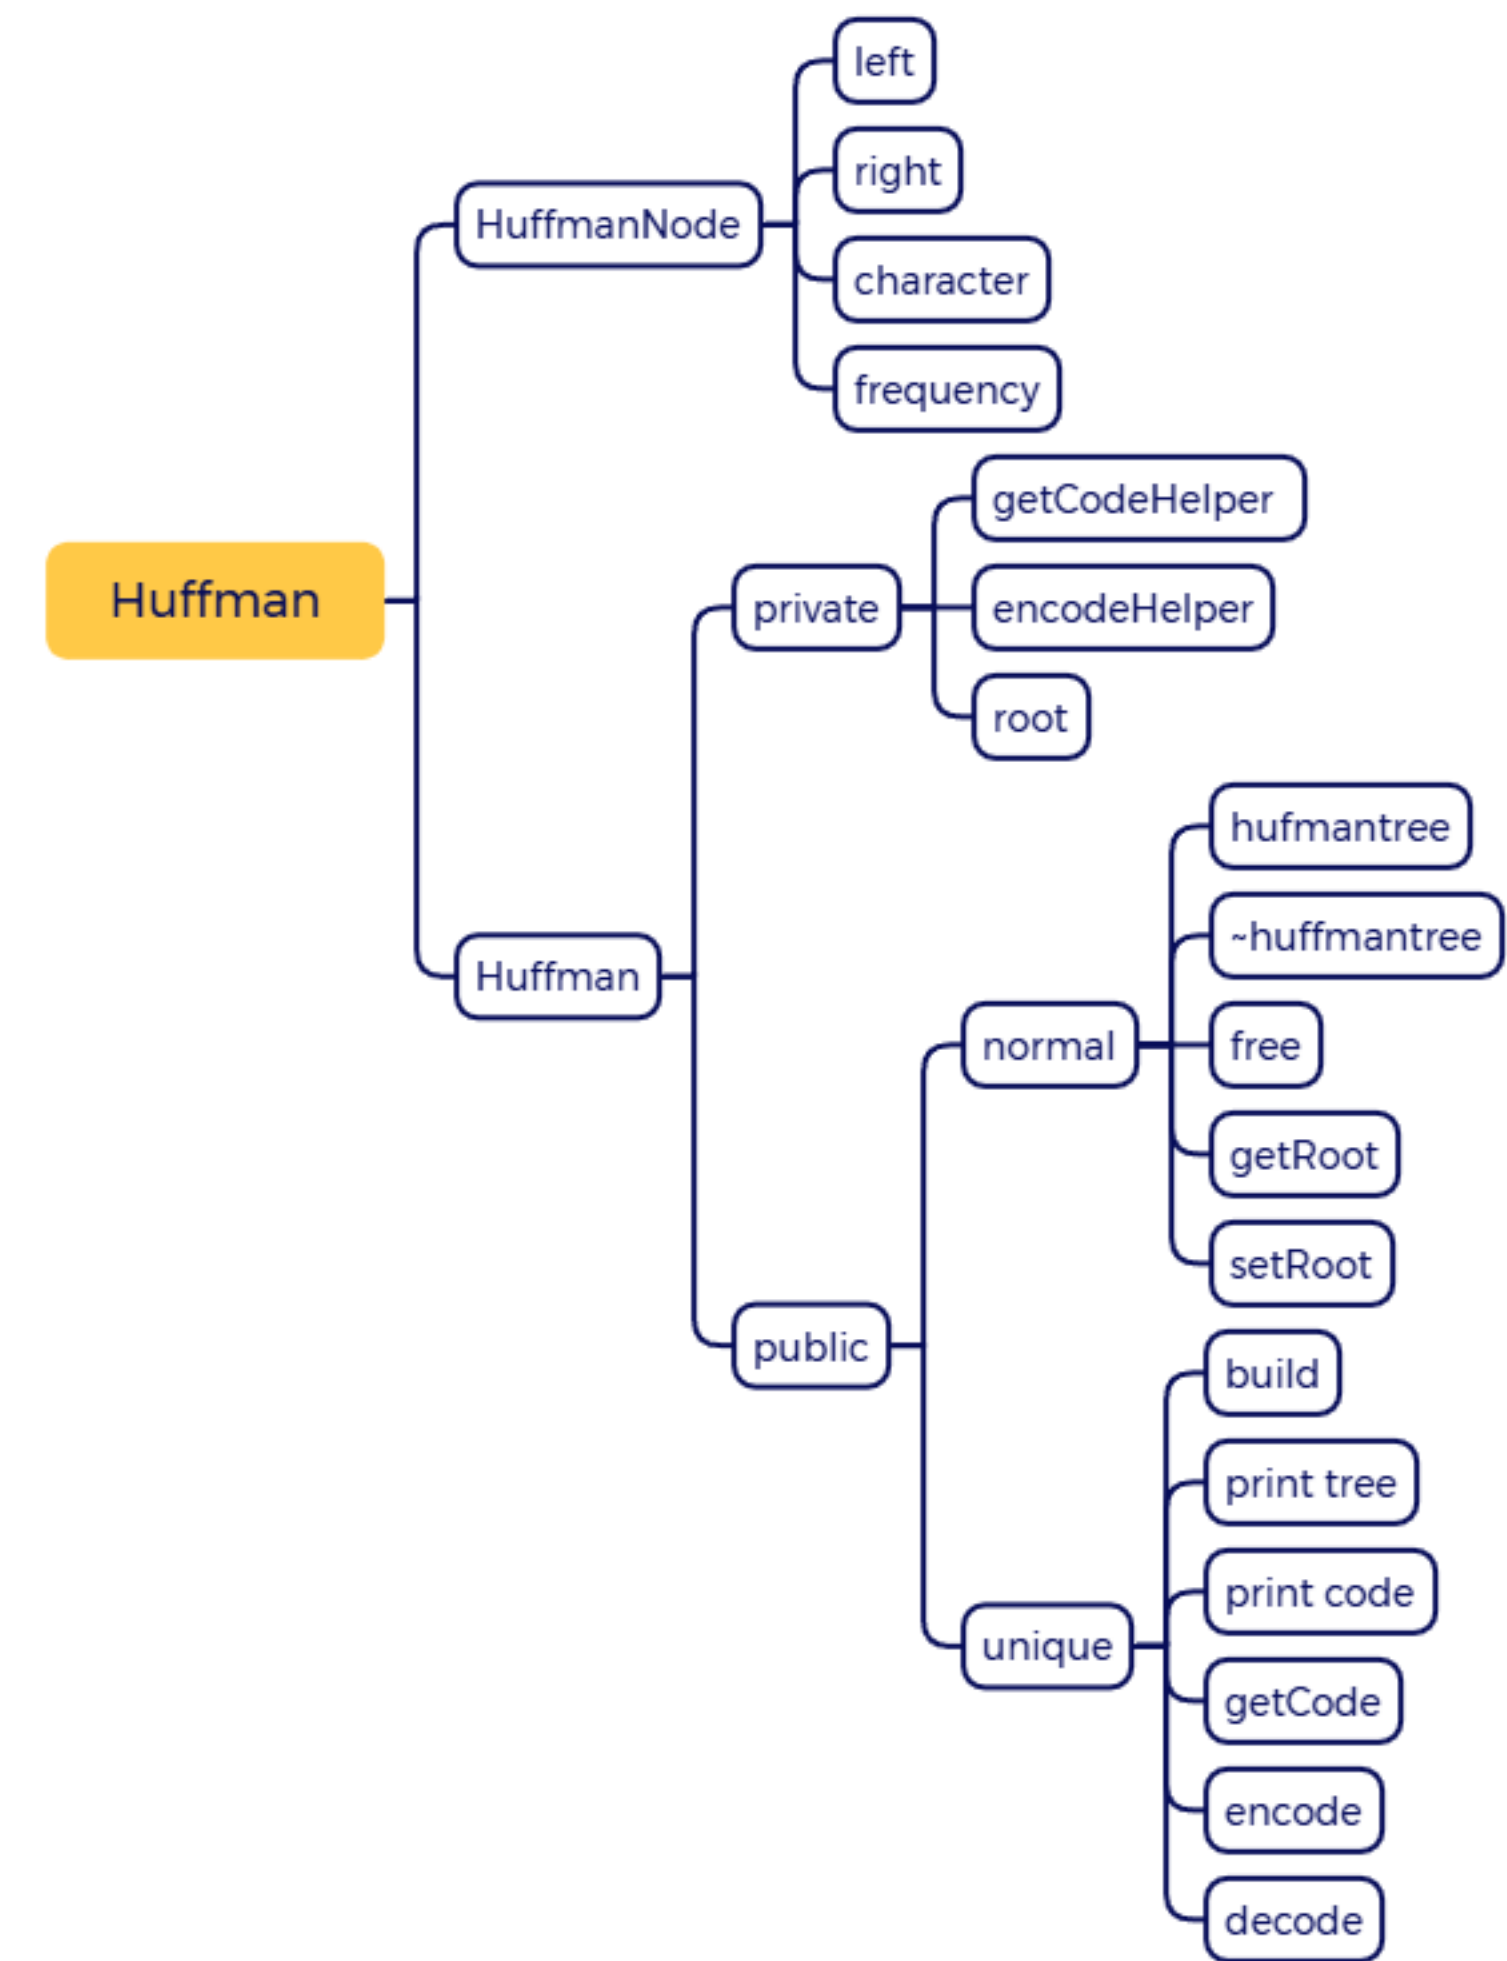 left
right
HuffmanNode
character
frequency
getCodeHelper
Huffman
private
encodeHelper
root
hufmantree
~huffmantree
Huffman
normal
free
getRoot
setRoot
public
build
print tree
print code
unique
getCode
encode
decode